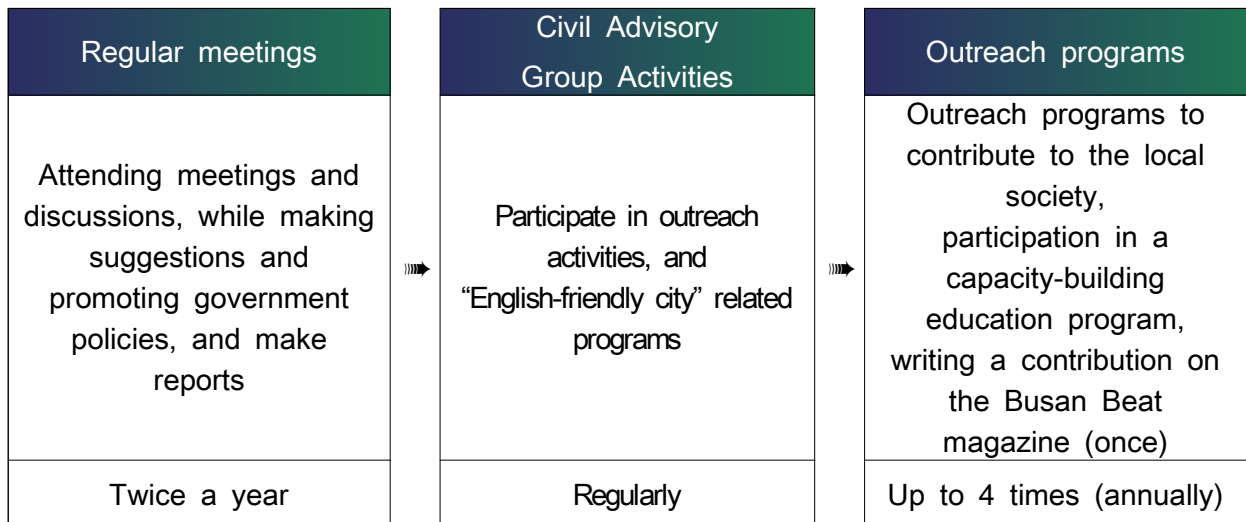 Regular meetings
Attending meetings and
discussions, while making
suggestions and
promoting government
policies, and make
reports
Twice a year
Civil Advisory
Group Activities
Participate in outreach
activities, and
“English-friendly city” related
programs
Regularly
Outreach programs
Outreach programs to
contribute to the local
society,
participation in a
capacity-building
education program,
writing a contribution on
the Busan Beat
magazine (once)
Up to 4 times (annually)